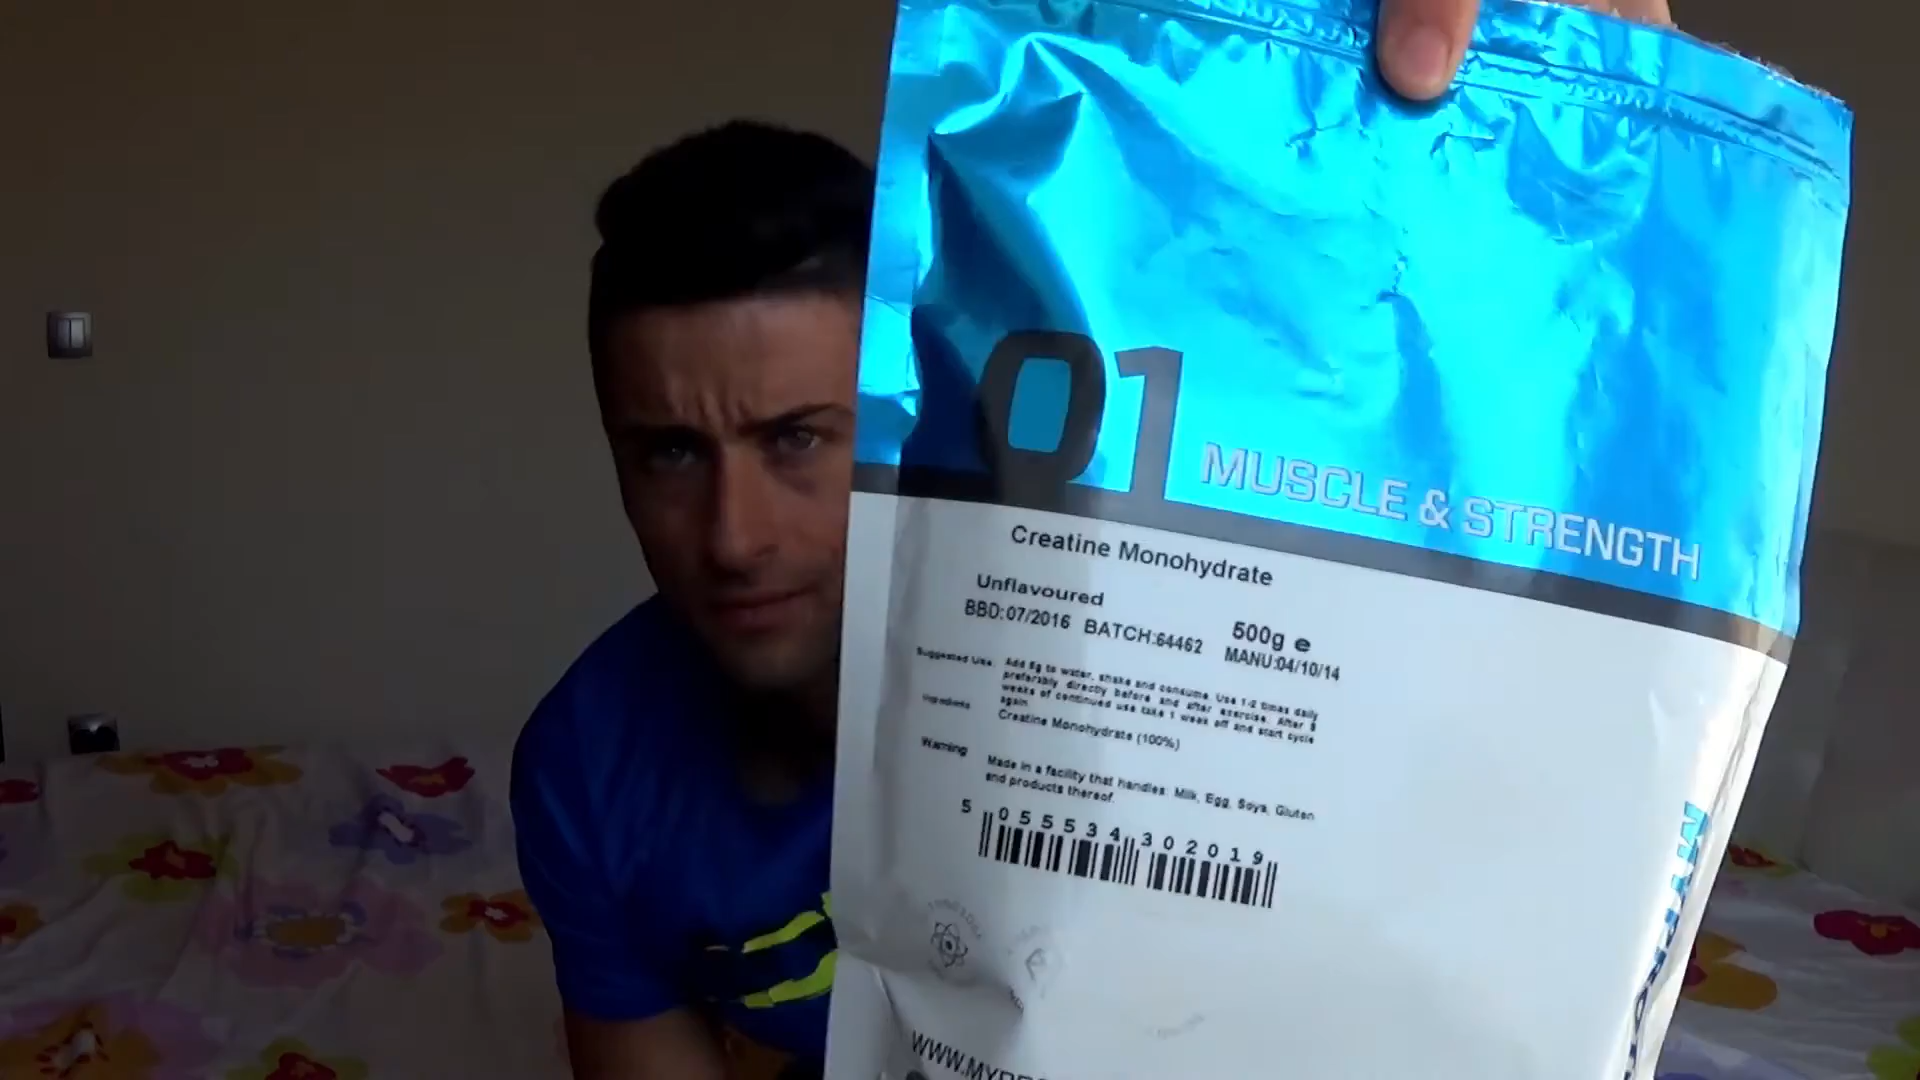 01 MUSCLE & STRENGTH
Creatine Monohydrate
Unflavoured 500g e
BBD:07/2016 BATCH:64462 MANU:04/10/14
Suggested Use: Add 5g to water, shake and consume. Use 1-2 times daily
preferably directly before and after exercise. After 8
weeks of continued use take 1 week off and start cycle
again.
Ingredients Creatine Monohydrate (100%)
Warning Made in a facility that handles: Milk, Egg, Soya, Gluten
and products thereof.
5 055534 302019
WWW.MYPRO
MYPRO